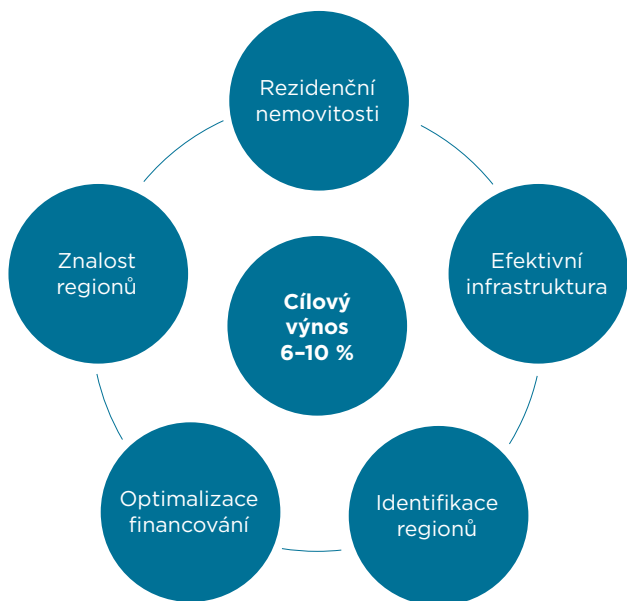 Rezidenční
nemovitosti
Efektivní
infrastruktura
Identifikace
regionů
Optimalizace
financování
Znalost
regionů
Cílový
výnos
6–10 %